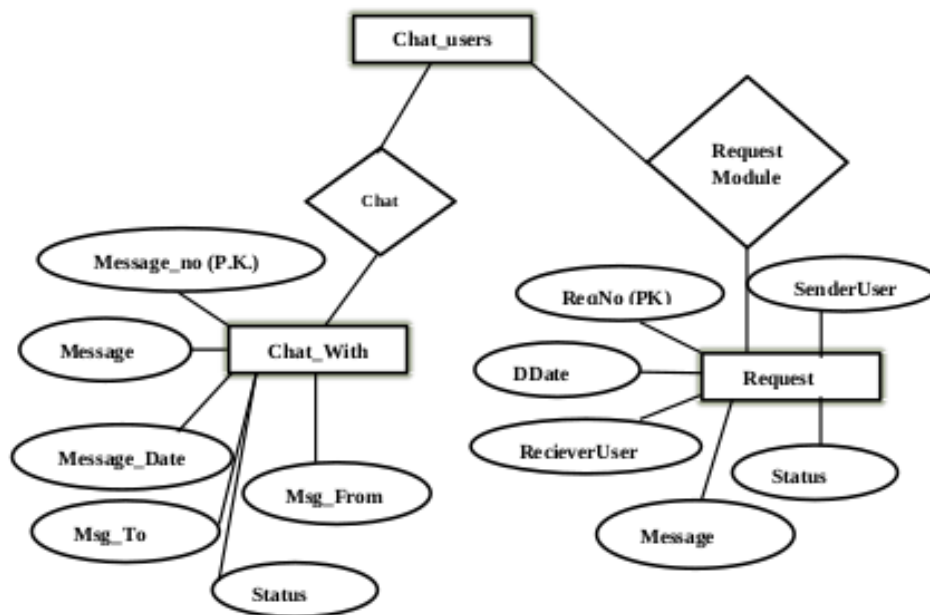 Chat_users
Request
Module
Chat
Message_no (P.K.)
ReqNo (PK)
SenderUser
Message
Chat_With
DDate
Request
Message_Date
RecieverUser
Msg_From
Status
Msg_To
Message
Status